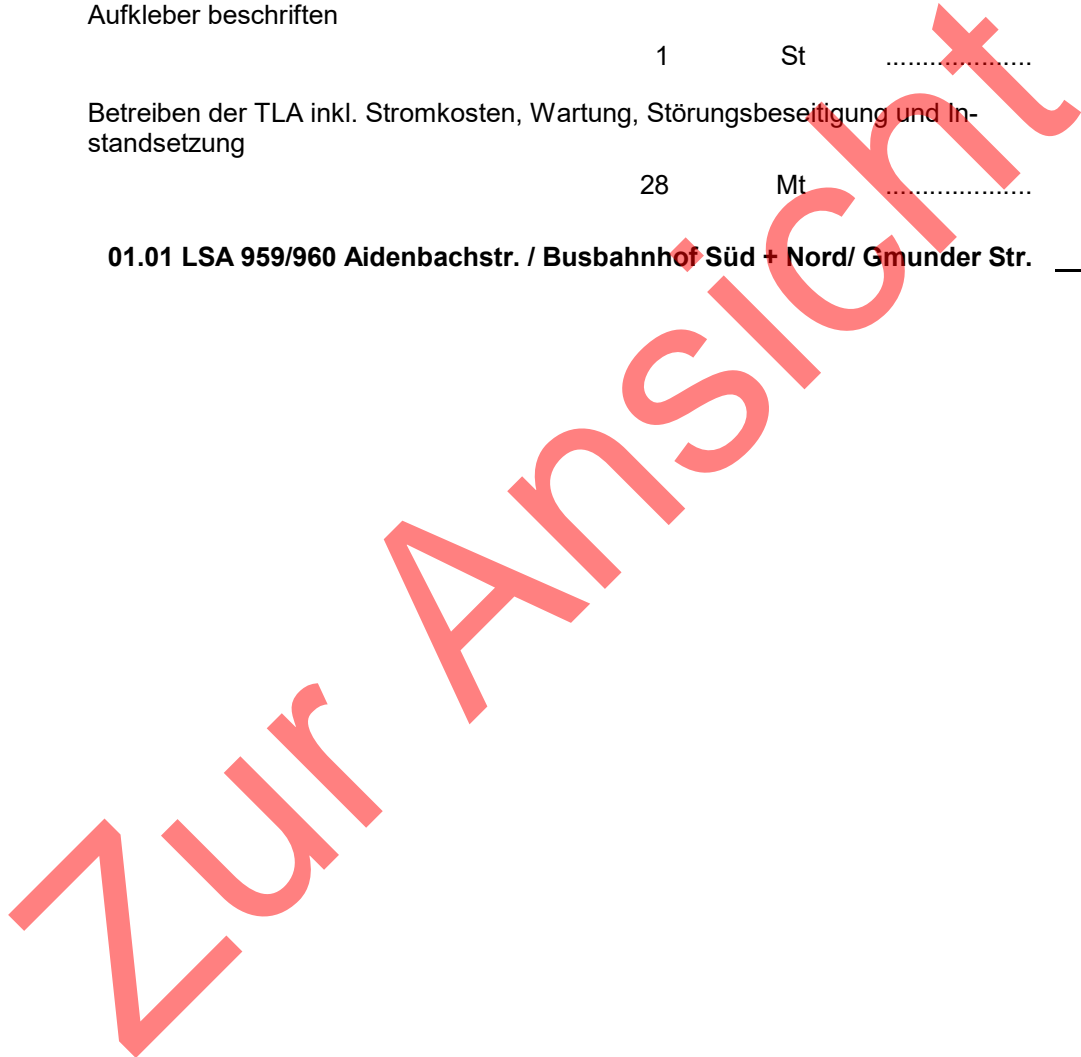 Aufkleber beschriften
1 St ...................
Betreiben der TLA inkl. Stromkosten, Wartung, Störungsbeseitigung und In-
standsetzung
28 Mt ...................
01.01 LSA 959/960 Aidenbachstr. / Busbahnhof Süd + Nord/ Gmunder Str.
Zur Ansicht